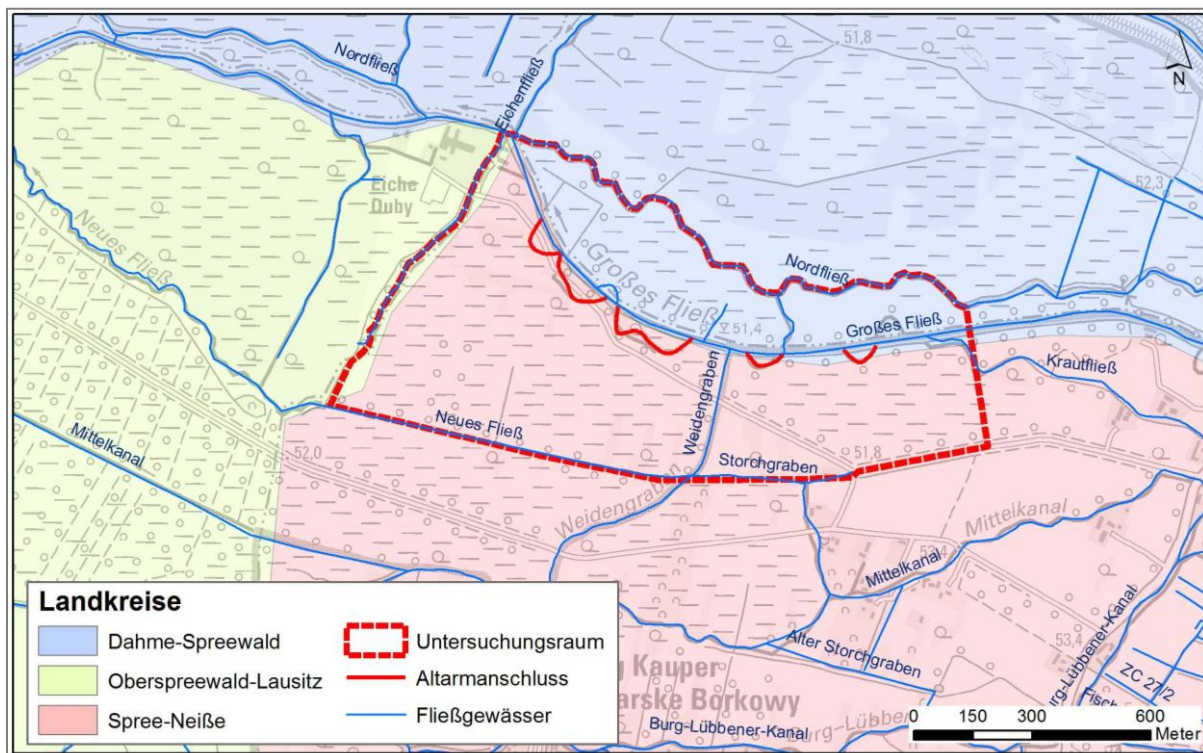 51,8
N
Nordfließ
Eichenfließ
52,3
Eiche
Duby
Neues Fließ
Großes Fließ
Nordfließ
51,4
Großes Fließ
Krautfließ
Weidengraben
Neues Fließ
Mittelkanal
52,0
Storchgraben
51,8
Weidengraben
Mittelkanal
Mittelkanal
53,4
Alter Storchgraben
Kauper
Borkowy
Burg-Lübbener-Kanal
ZC 27/2
Burg-Lübbener-Kanal
Landkreise
Dahme-Spreewald
Oberspreewald-Lausitz
Spree-Neiße
Untersuchungsraum
Altarmanschluss
Fließgewässer
0 150 300 600
Meter